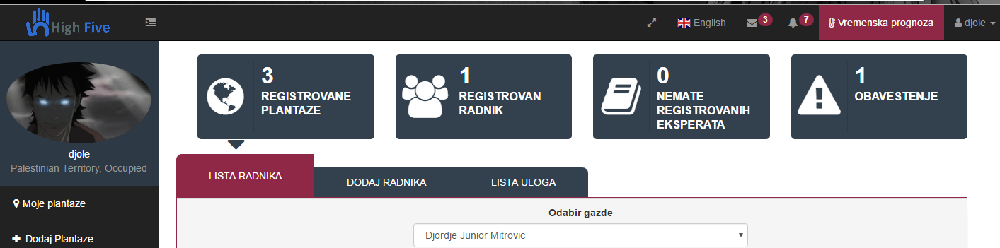 High Five
English
3
7
Vremenska prognoza
djole
3
REGISTROVANE
PLANTAZE
1
REGISTROVAN
RADNIK
0
NEMATE
REGISTROVANIH
EKSPERATA
1
OBAVESTENJE
djole
Palestinian Territory, Occupied
Moje plantaze
Dodaj Plantaze
LISTA RADNIKA
DODAJ RADNIKA
LISTA ULOGA
Odabir gazde
Djordje Junior Mitrovic